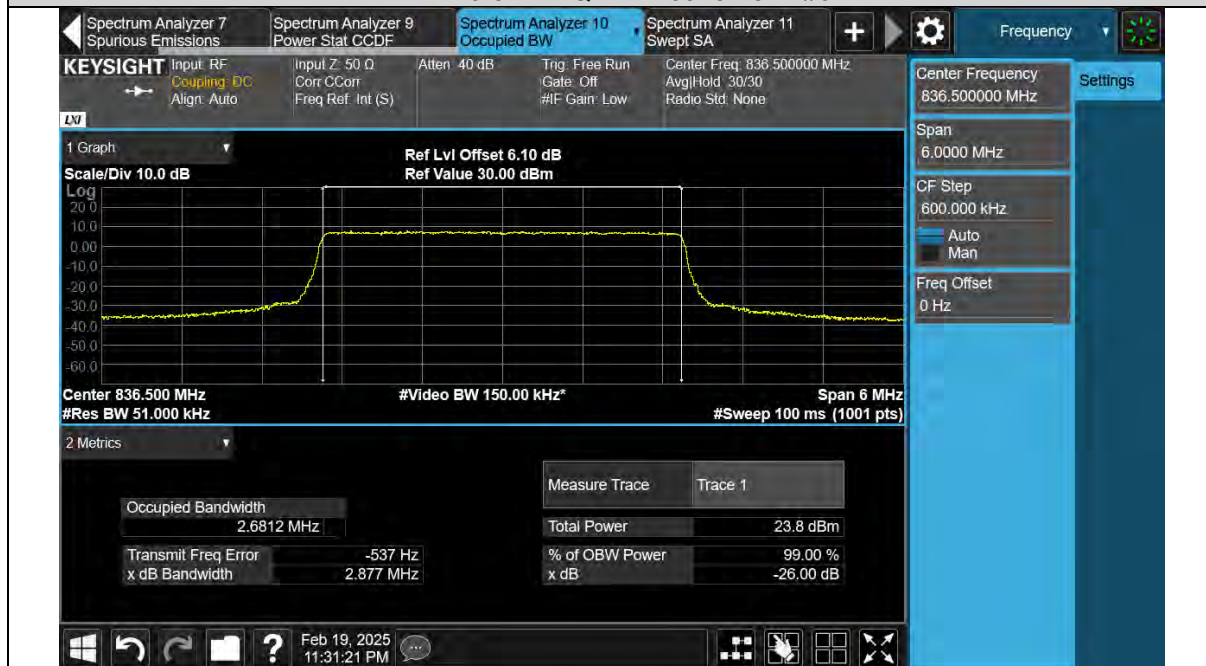 Spectrum Analyzer 7
Spurious Emissions
Spectrum Analyzer 9
Power Stat CCDF
Spectrum Analyzer 10
Occupied BW
Spectrum Analyzer 11
Swept SA
+
Frequency
KEYSIGHT
Input: RF
Coupling: DC
Align: Auto
Input Z: 50 Ω
Corr CCorr
Freq Ref: Int (S)
Atten: 40 dB
Trig: Free Run
Gate: Off
#IF Gain: Low
Center Freq: 836.500000 MHz
Avg|Hold: 30/30
Radio Std: None
LXI
Center Frequency
836.500000 MHz
Settings
Span
6.0000 MHz
CF Step
600.000 kHz
Auto
Man
Freq Offset
0 Hz
1 Graph
Scale/Div 10.0 dB
Ref Lvl Offset 6.10 dB
Ref Value 30.00 dBm
Log
20.0
10.0
0.00
-10.0
-20.0
-30.0
-40.0
-50.0
-60.0
Center 836.500 MHz
#Res BW 51.000 kHz
#Video BW 150.00 kHz*
Span 6 MHz
#Sweep 100 ms (1001 pts)
2 Metrics
Measure Trace Trace 1
Occupied Bandwidth
2.6812 MHz
Total Power 23.8 dBm
Transmit Freq Error -537 Hz
% of OBW Power 99.00 %
x dB Bandwidth 2.877 MHz
x dB -26.00 dB
?
Feb 19, 2025
11:31:21 PM